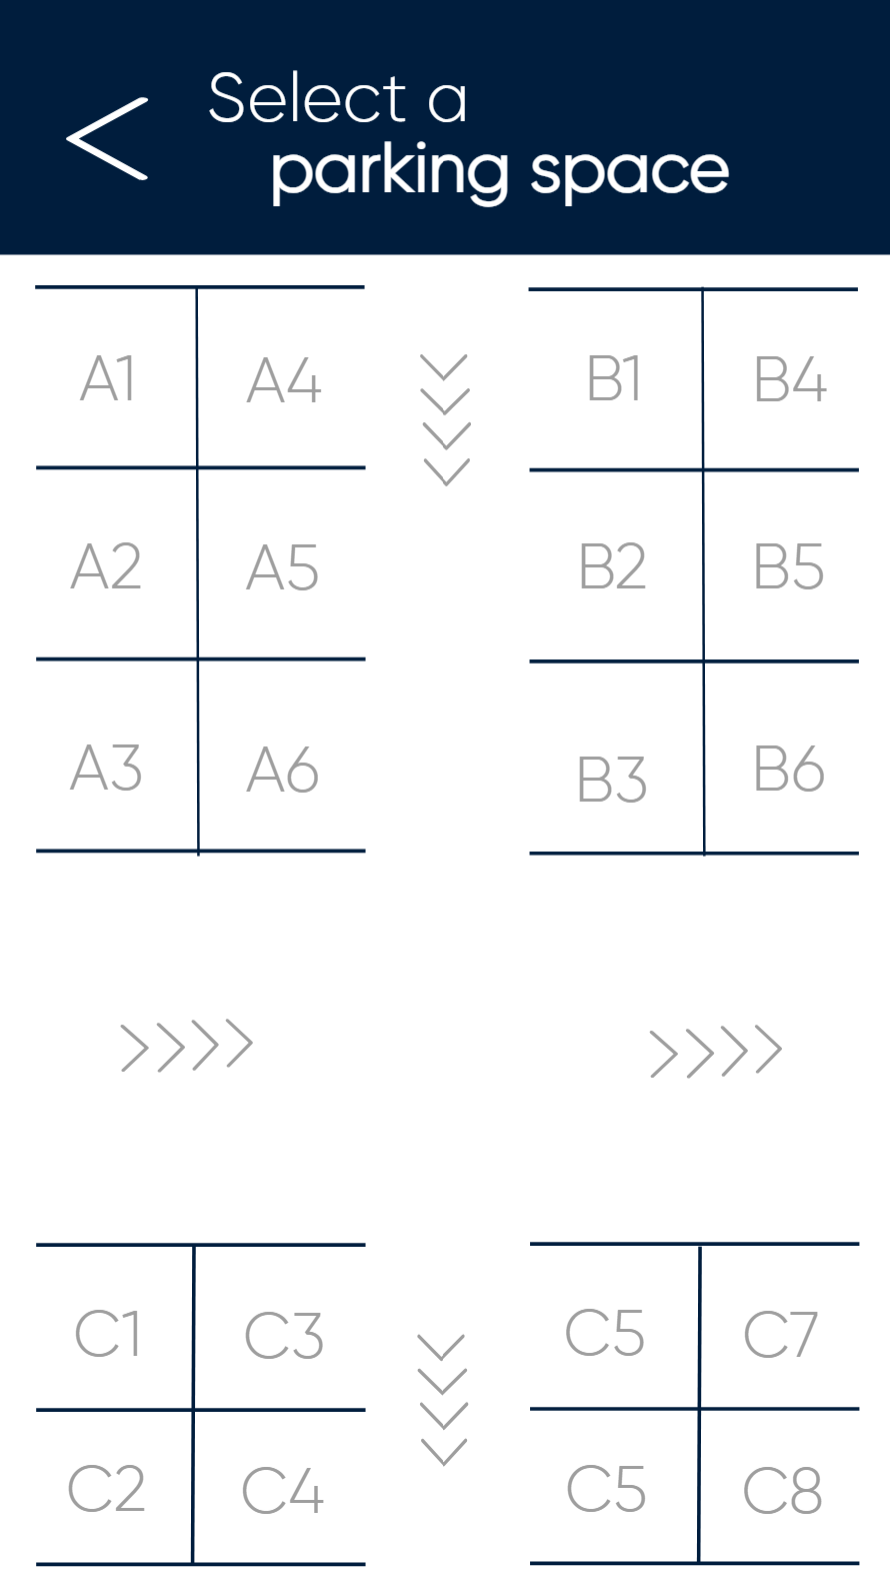 Select a
parking space
A1 A4 B1 B4
A2 A5 B2 B5
A3 A6 B3 B6
C1 C3 C5 C7
C2 C4 C5 C8